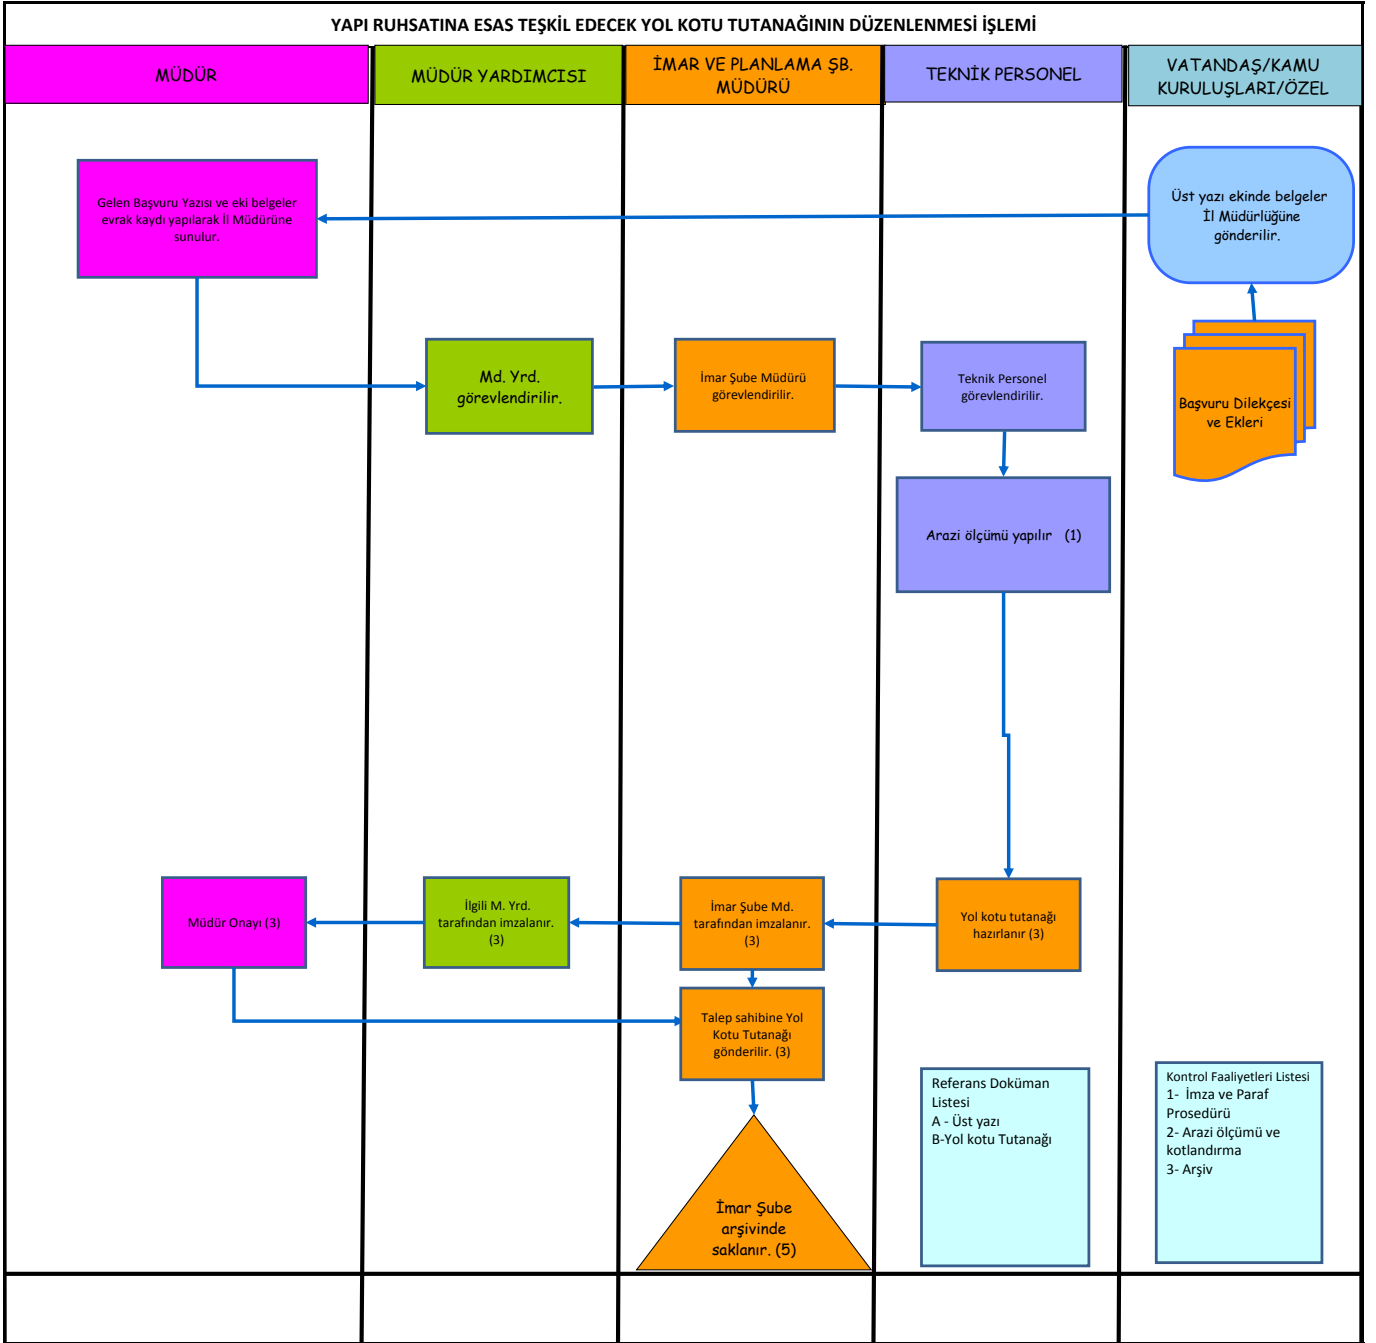 YAPI RUHSATINA ESAS TEŞKİL EDECEK YOL KOTU TUTANAĞININ DÜZENLENMESİ İŞLEMİ
MÜDÜR
MÜDÜR YARDIMCISI
İMAR VE PLANLAMA ŞB.
MÜDÜRÜ
TEKNİK PERSONEL
VATANDAŞ/KAMU
KURULUŞLARI/ÖZEL
Gelen Başvuru Yazısı ve eki belgeler
evrak kaydı yapılarak İl Müdürüne
sunulur.
Üst yazı ekinde belgeler
İl Müdürlüğüne
gönderilir.
Md. Yrd.
görevlendirilir.
İmar Şube Müdürü
görevlendirilir.
Teknik Personel
görevlendirilir.
Başvuru Dilekçesi
ve Ekleri
Arazi ölçümü yapılır (1)
Müdür Onayı (3)
İlgili M. Yrd.
tarafından imzalanır.
(3)
İmar Şube Md.
tarafından imzalanır.
(3)
Yol kotu tutanağı
hazırlanır (3)
Talep sahibine Yol
Kotu Tutanağı
gönderilir. (3)
İmar Şube
arşivinde
saklanır. (5)
Referans Doküman
Listesi
A - Üst yazı
B-Yol kotu Tutanağı
Kontrol Faaliyetleri Listesi
1- İmza ve Paraf
Prosedürü
2- Arazi ölçümü ve
kotlandırma
3- Arşiv